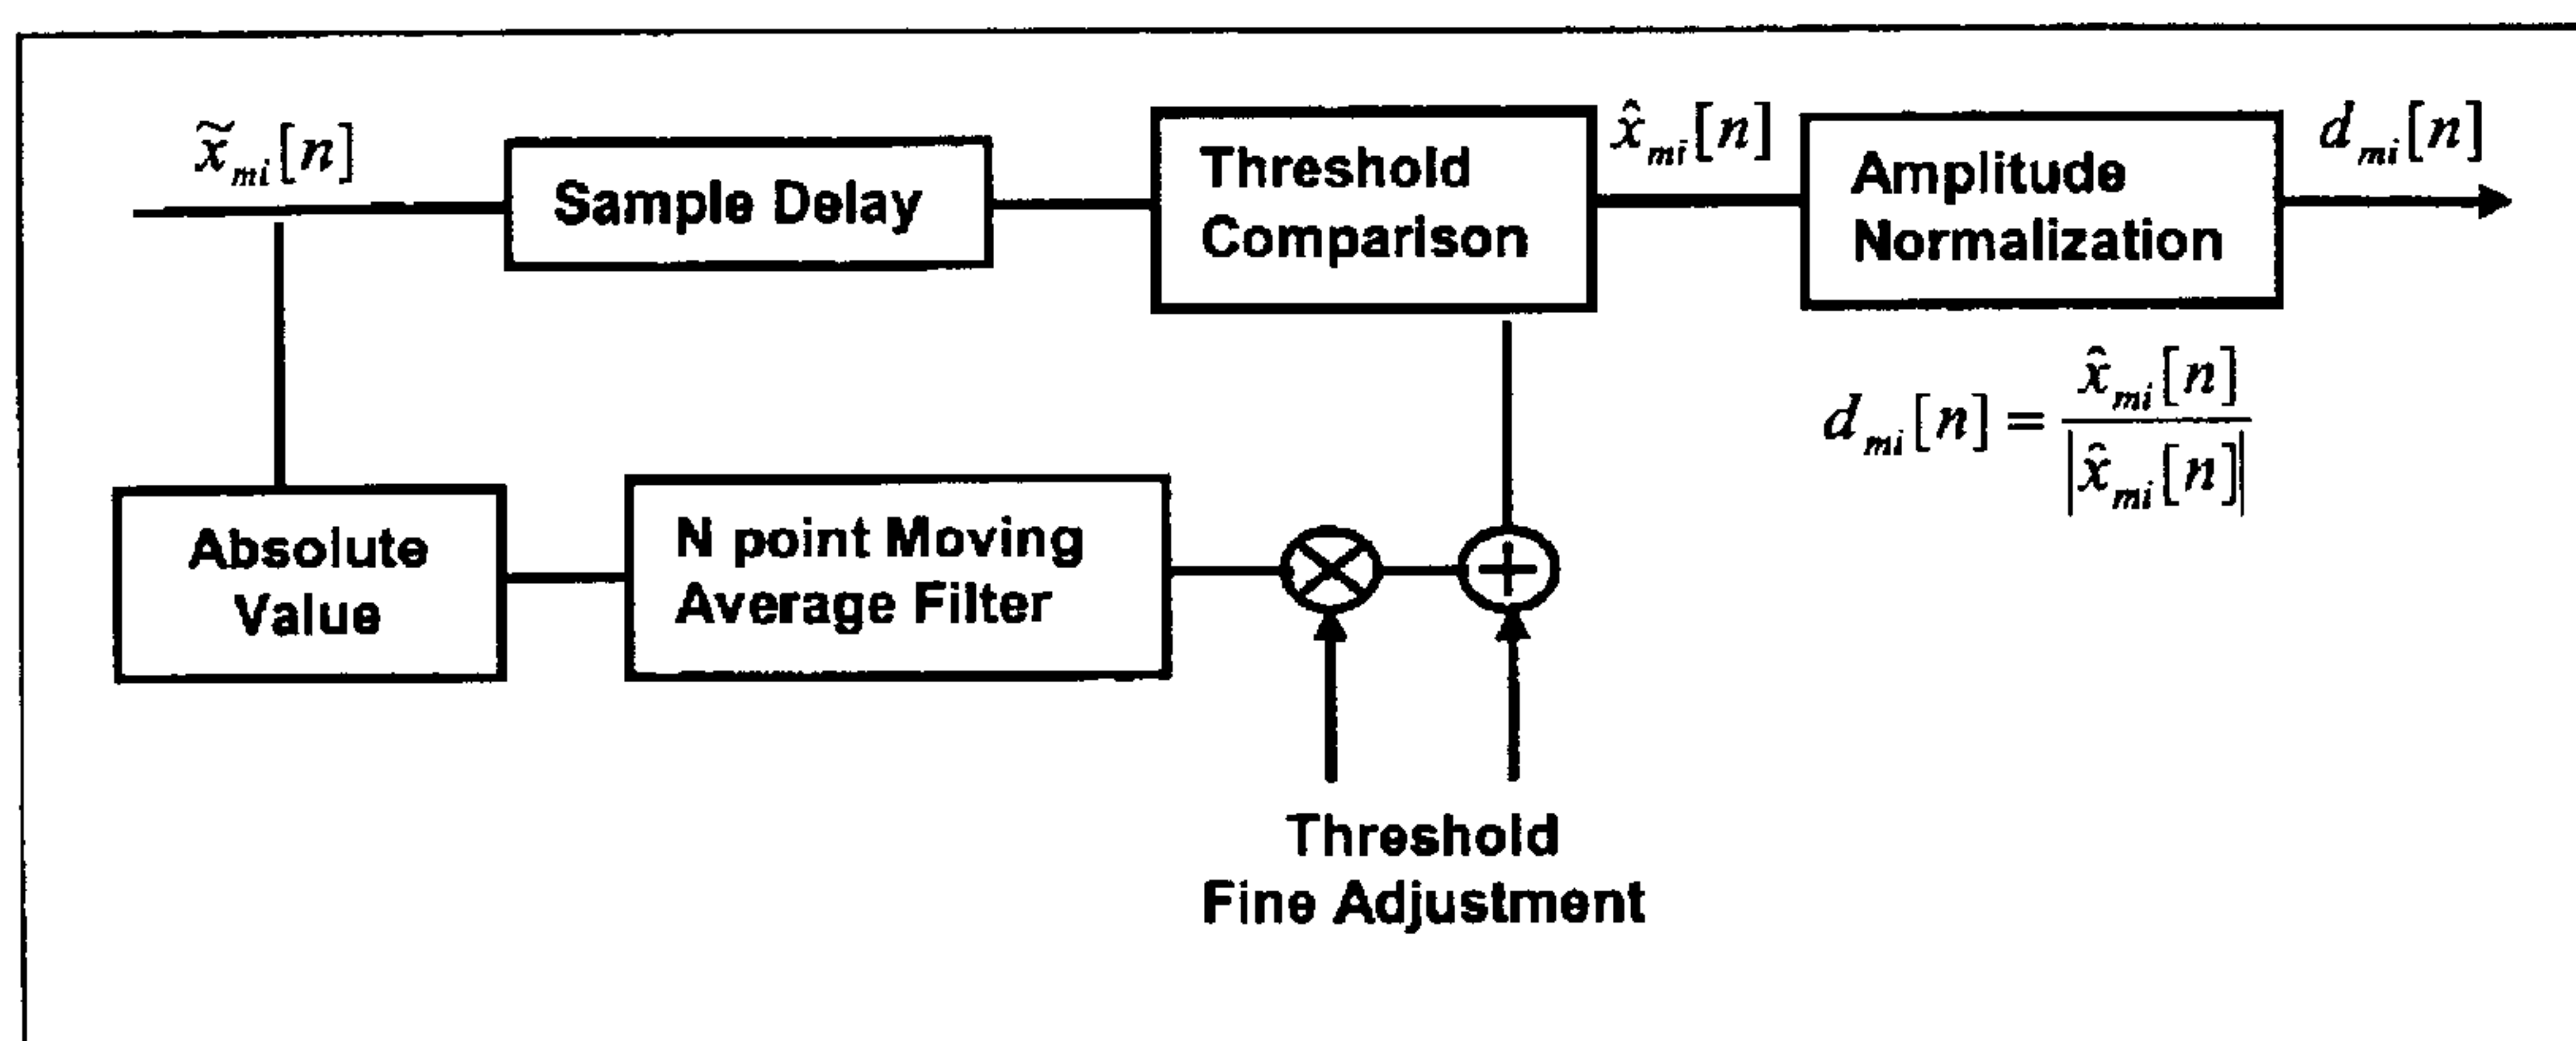 x̃_mi[n]
Sample Delay
Threshold
Comparison
x̂_mi[n]
Amplitude
Normalization
d_mi[n]
d_mi[n] = x̂_mi[n] / |x̂_mi[n]|
Absolute
Value
N point Moving
Average Filter
Threshold
Fine Adjustment